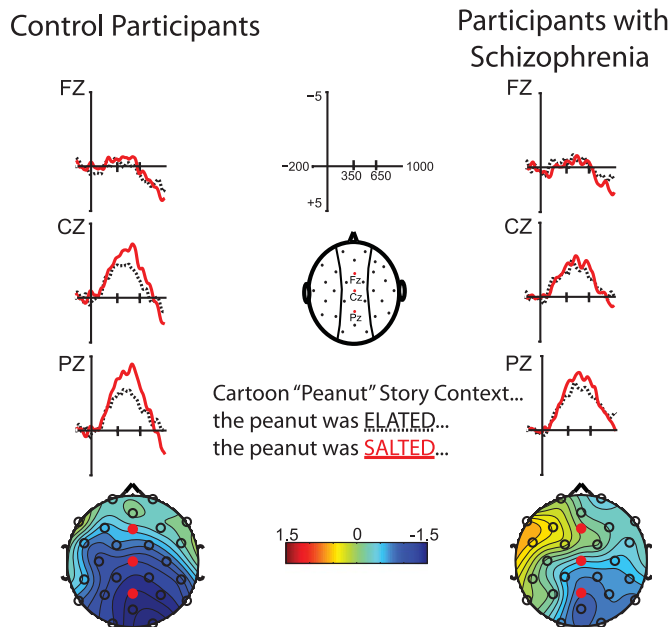 Control Participants
Participants with
Schizophrenia
FZ
−5
−200
350
650
1000
+5
FZ
CZ
Fz
Cz
Pz
CZ
PZ
Cartoon “Peanut” Story Context...
the peanut was ELATED...
the peanut was SALTED...
PZ
1.5
0
-1.5